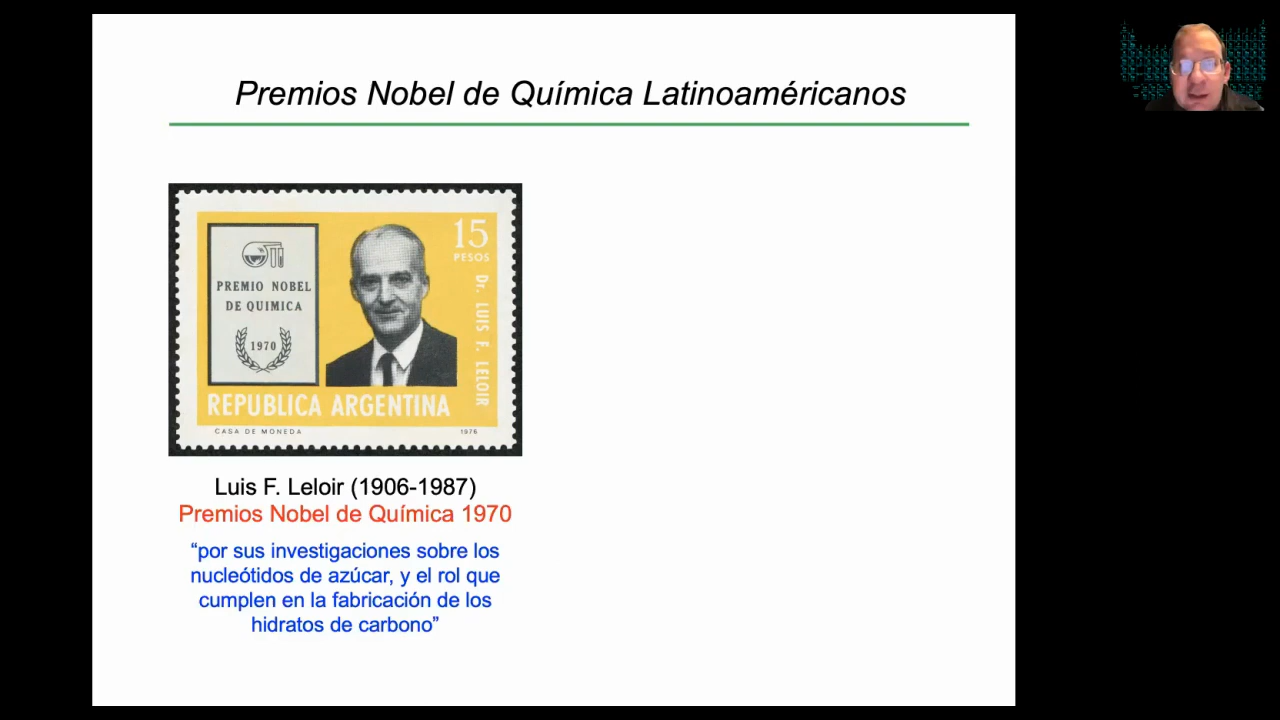 Premios Nobel de Química Latinoaméricanos
15
PESOS
PREMIO NOBEL
DE QUIMICA
1970
Dr. LUIS F. LELOIR
REPUBLICA ARGENTINA
CASA DE MONEDA
1976
Luis F. Leloir (1906-1987)
Premios Nobel de Química 1970
“por sus investigaciones sobre los
nucleótidos de azúcar, y el rol que
cumplen en la fabricación de los
hidratos de carbono”